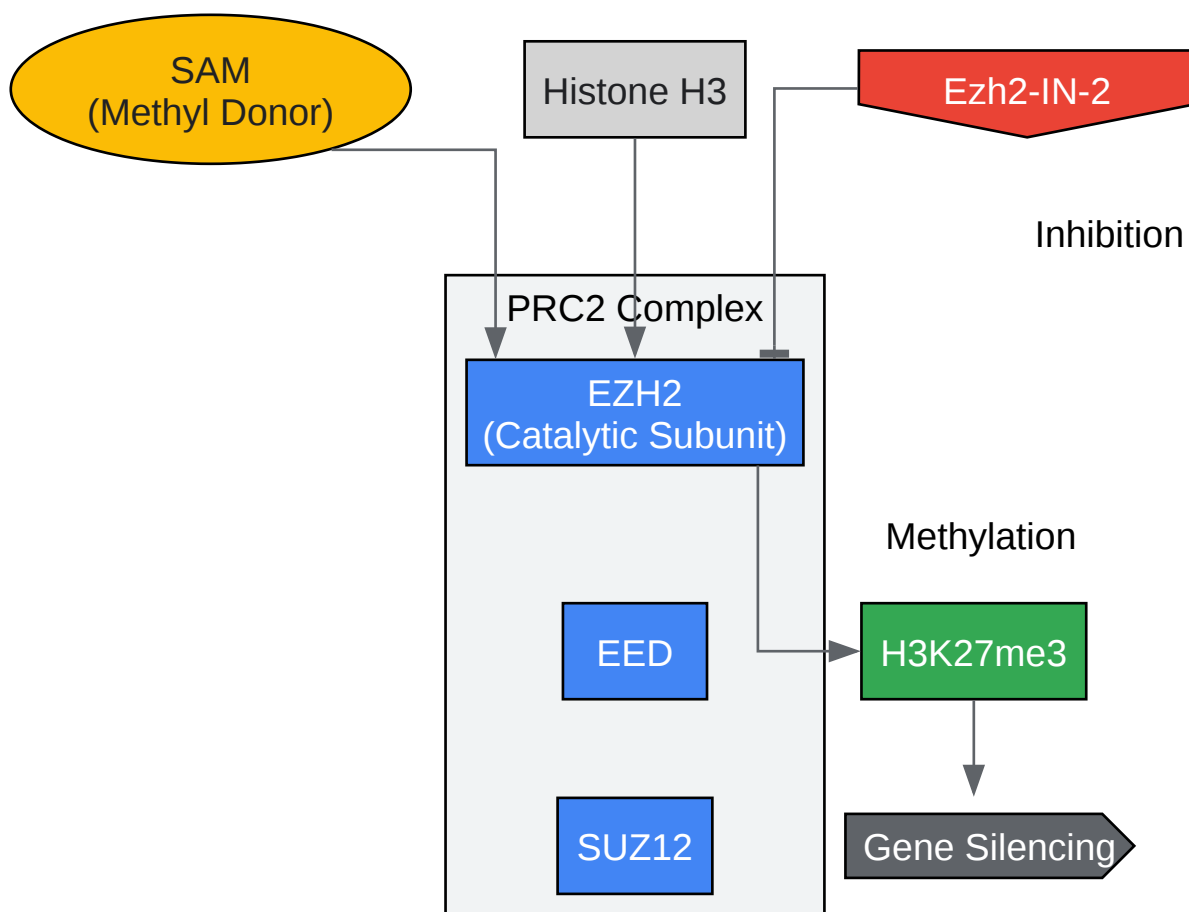 SAM
(Methyl Donor)
Histone H3
Ezh2-IN-2
Inhibition
PRC2 Complex
EZH2
(Catalytic Subunit)
Methylation
EED
H3K27me3
SUZ12
Gene Silencing